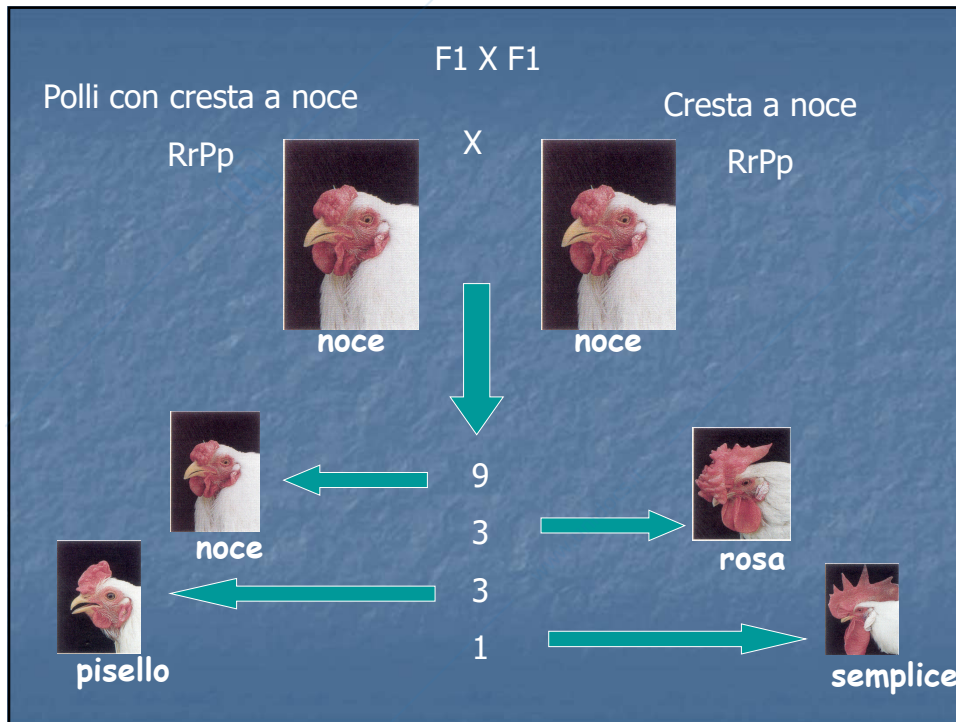 F1 X F1
Polli con cresta a noce
Cresta a noce
RrPp
X
RrPp
noce
noce
9
3
noce
rosa
3
1
pisello
semplice